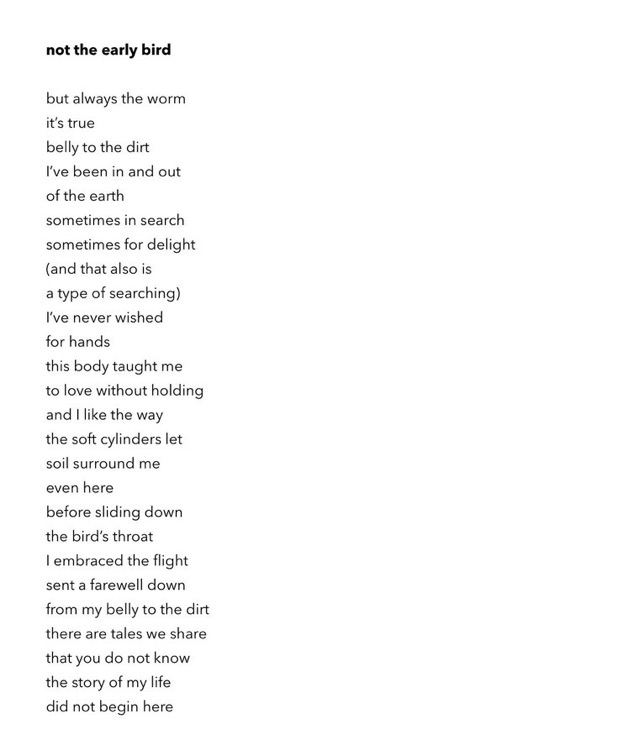 not the early bird
but always the worm
it’s true
belly to the dirt
I’ve been in and out
of the earth
sometimes in search
sometimes for delight
(and that also is
a type of searching)
I’ve never wished
for hands
this body taught me
to love without holding
and I like the way
the soft cylinders let
soil surround me
even here
before sliding down
the bird’s throat
I embraced the flight
sent a farewell down
from my belly to the dirt
there are tales we share
that you do not know
the story of my life
did not begin here